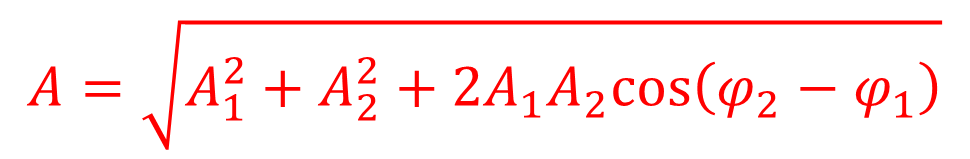 A = √(A₁² + A₂² + 2A₁A₂cos(φ₂ − φ₁))